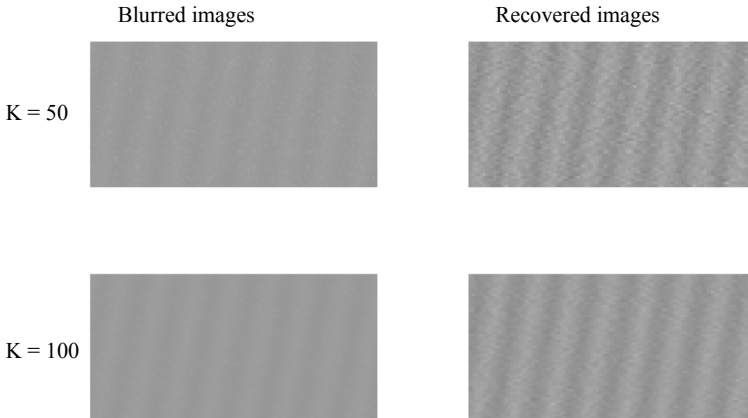 Blurred images Recovered images
K = 50
K = 100